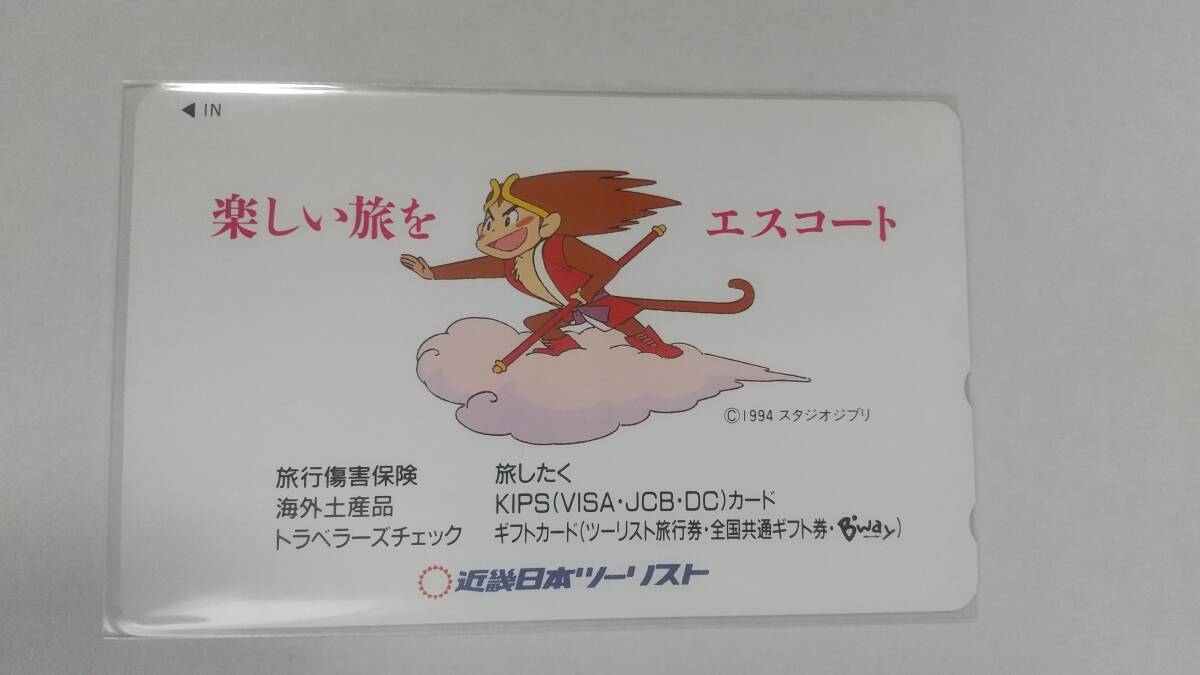 ◀ IN
楽しい旅を エスコート
©1994 スタジオジブリ
旅行傷害保険 旅したく
海外土産品 KIPS(VISA・JCB・DC)カード
トラベラーズチェック ギフトカード(ツーリスト旅行券・全国共通ギフト券・B'way)
近畿日本ツーリスト